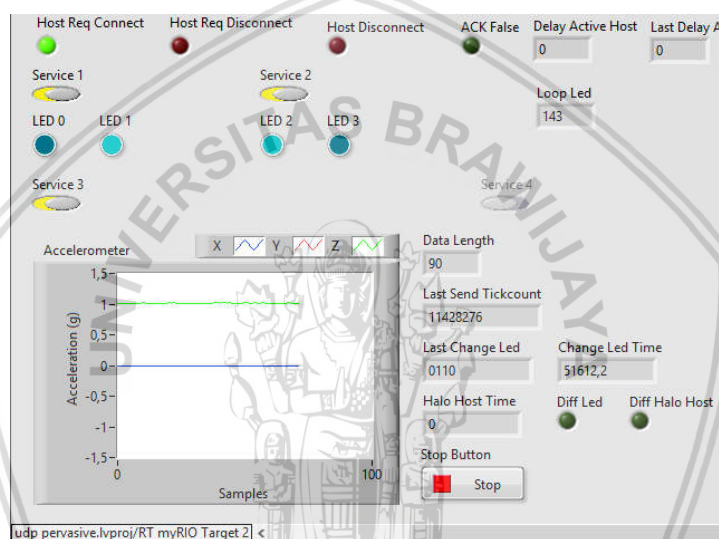 Host Req Connect Host Req Disconnect Host Disconnect ACK False Delay Active Host Last Delay A
0 0
Service 1 Service 2
Loop Led
LED 0 LED 1 LED 2 LED 3 143
Service 3 Service 4
Accelerometer X Y Z
Data Length
90
Last Send Tickcount
11428276
Last Change Led Change Led Time
0110 51612,2
Halo Host Time Diff Led Diff Halo Host
0
Stop Button
Stop
Acceleration (g)
1,5
1
0,5
0
-0,5
-1
-1,5
0 100
Samples
udp pervasive.lvproj/RT myRIO Target 2 <
UNIVERSITAS BRAWIJAYA